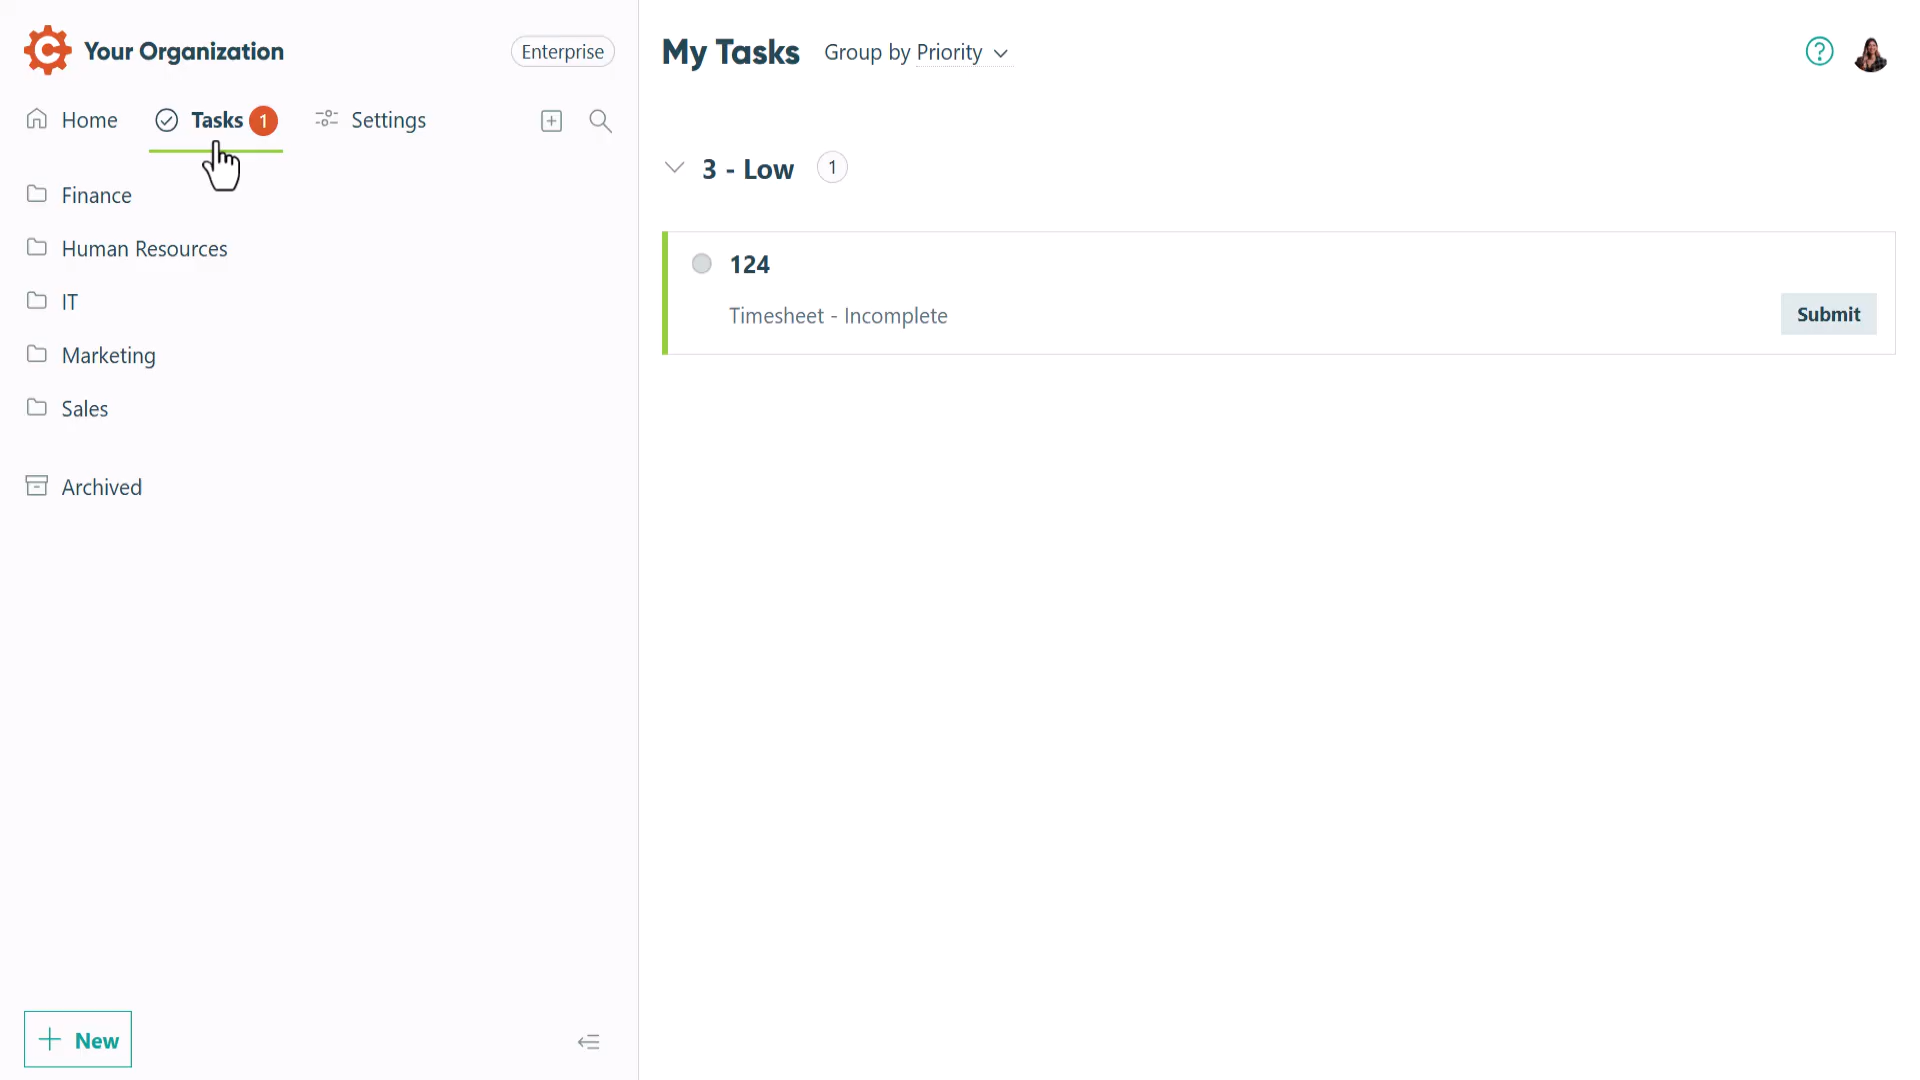 Your Organization
Enterprise
Home
Tasks 1
Settings
Finance
Human Resources
IT
Marketing
Sales
Archived
New
My Tasks
Group by Priority
3 - Low 1
124
Timesheet - Incomplete
Submit